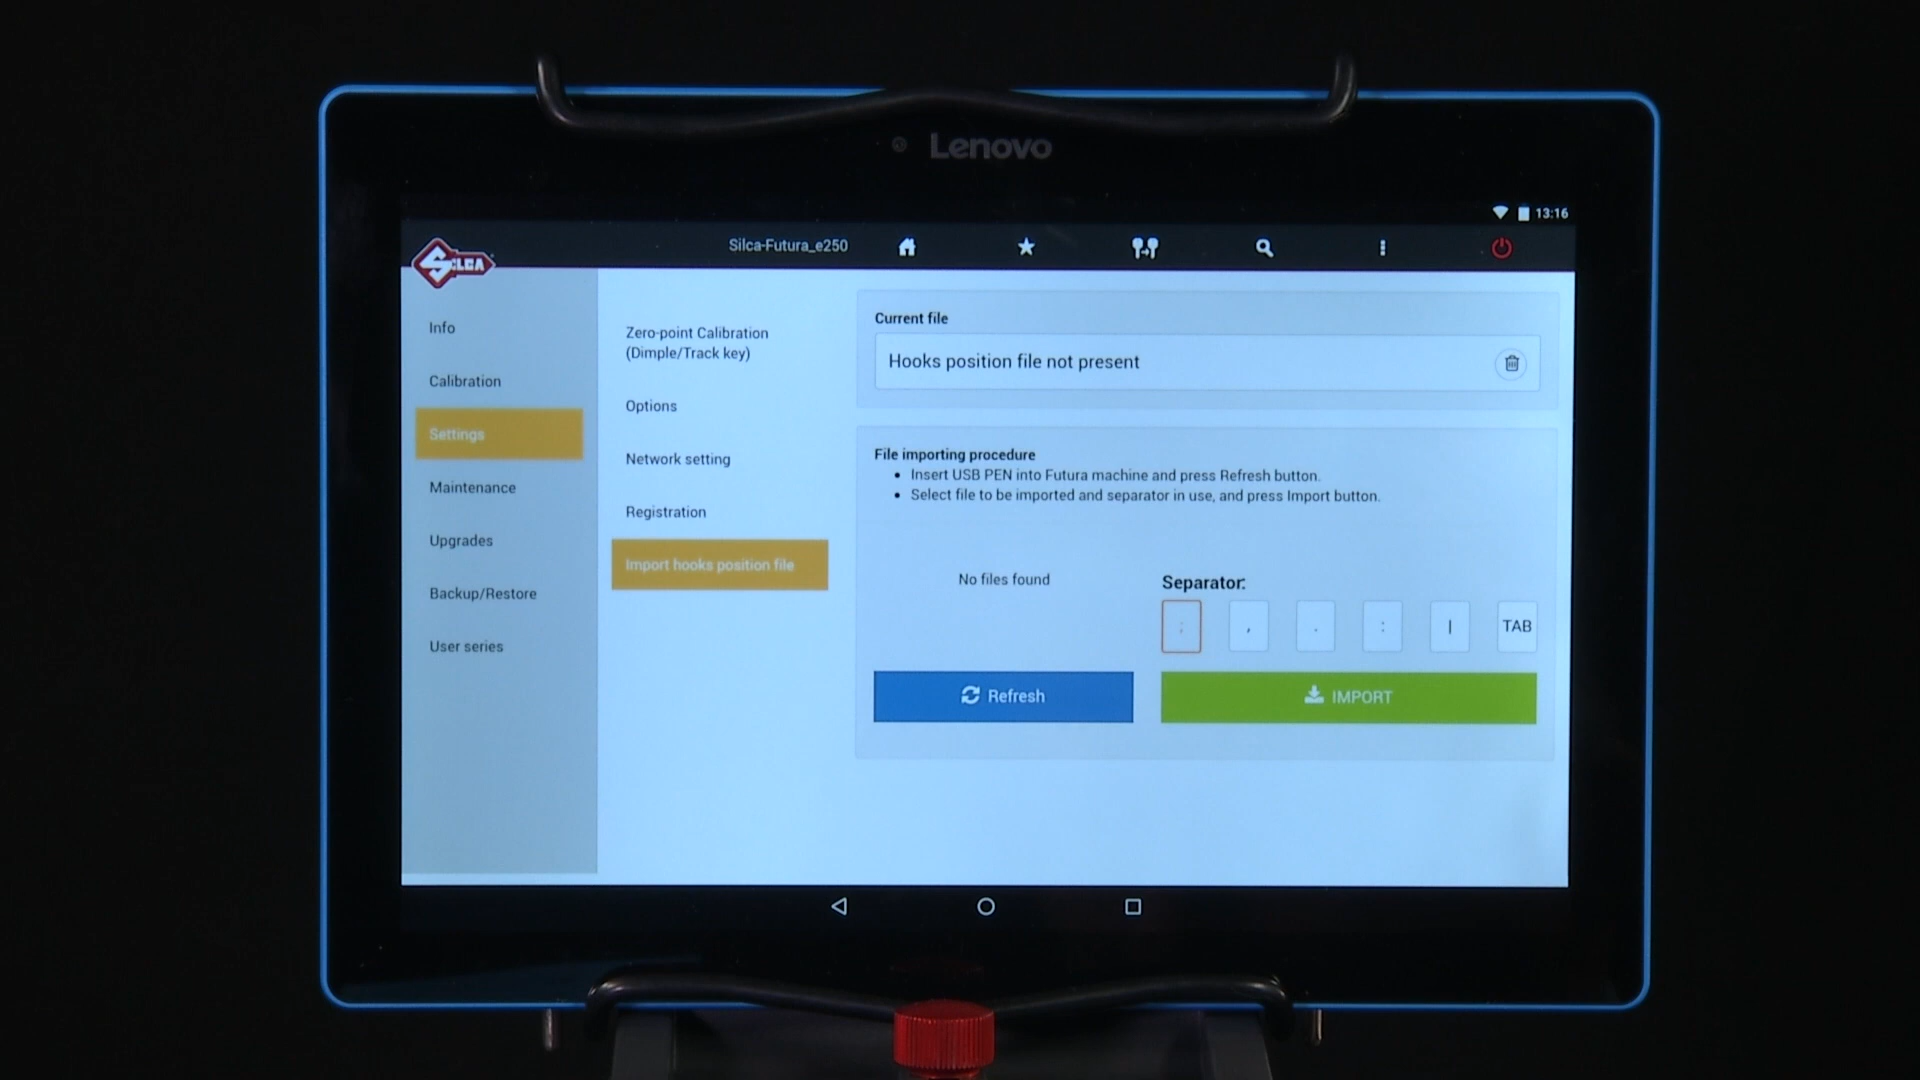 Lenovo
13:16
SILCA
Silca-Futura_e250
Info
Calibration
Settings
Maintenance
Upgrades
Backup/Restore
User series
Zero-point Calibration
(Dimple/Track key)
Options
Network setting
Registration
Import hooks position file
Current file
Hooks position file not present
File importing procedure
• Insert USB PEN into Futura machine and press Refresh button.
• Select file to be imported and separator in use, and press Import button.
No files found
Separator:
; , . : | TAB
Refresh
IMPORT